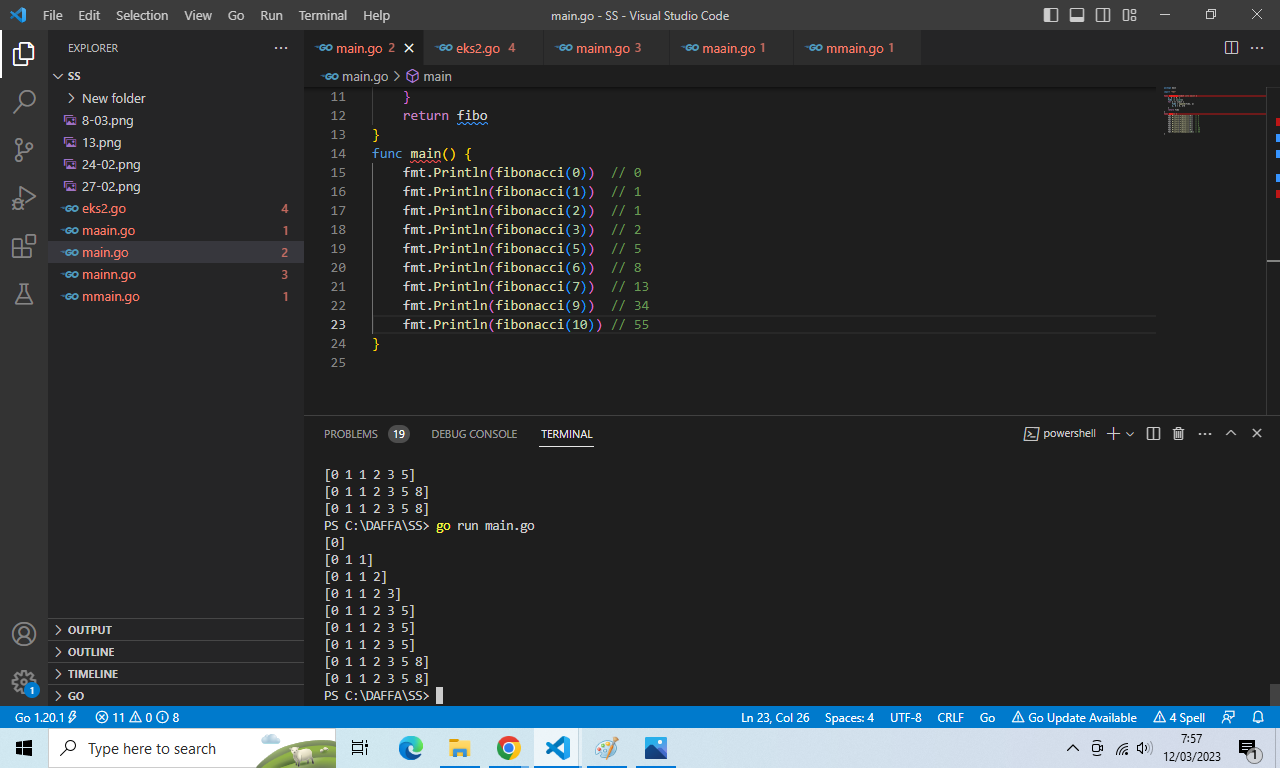 File Edit Selection View Go Run Terminal Help main.go - SS - Visual Studio Code
EXPLORER
SS
New folder
8-03.png
13.png
24-02.png
27-02.png
eks2.go 4
maain.go 1
main.go 2
mainn.go 3
mmain.go 1
OUTPUT
OUTLINE
TIMELINE
GO
main.go 2 eks2.go 4 mainn.go 3 maain.go 1 mmain.go 1
main.go > main
11 }
12 return fibo
13 }
14 func main() {
15 fmt.Println(fibonacci(0)) // 0
16 fmt.Println(fibonacci(1)) // 1
17 fmt.Println(fibonacci(2)) // 1
18 fmt.Println(fibonacci(3)) // 2
19 fmt.Println(fibonacci(5)) // 5
20 fmt.Println(fibonacci(6)) // 8
21 fmt.Println(fibonacci(7)) // 13
22 fmt.Println(fibonacci(9)) // 34
23 fmt.Println(fibonacci(10)) // 55
24 }
25
PROBLEMS 19 DEBUG CONSOLE TERMINAL powershell
[0 1 1 2 3 5]
[0 1 1 2 3 5 8]
[0 1 1 2 3 5 8]
PS C:\DAFFA\SS> go run main.go
[0]
[0 1 1]
[0 1 1 2]
[0 1 1 2 3]
[0 1 1 2 3 5]
[0 1 1 2 3 5]
[0 1 1 2 3 5]
[0 1 1 2 3 5 8]
[0 1 1 2 3 5 8]
PS C:\DAFFA\SS>
1
Go 1.20.1 11 0 8 Ln 23, Col 26 Spaces: 4 UTF-8 CRLF Go Go Update Available 4 Spell
Type here to search
7:57
12/03/2023
1